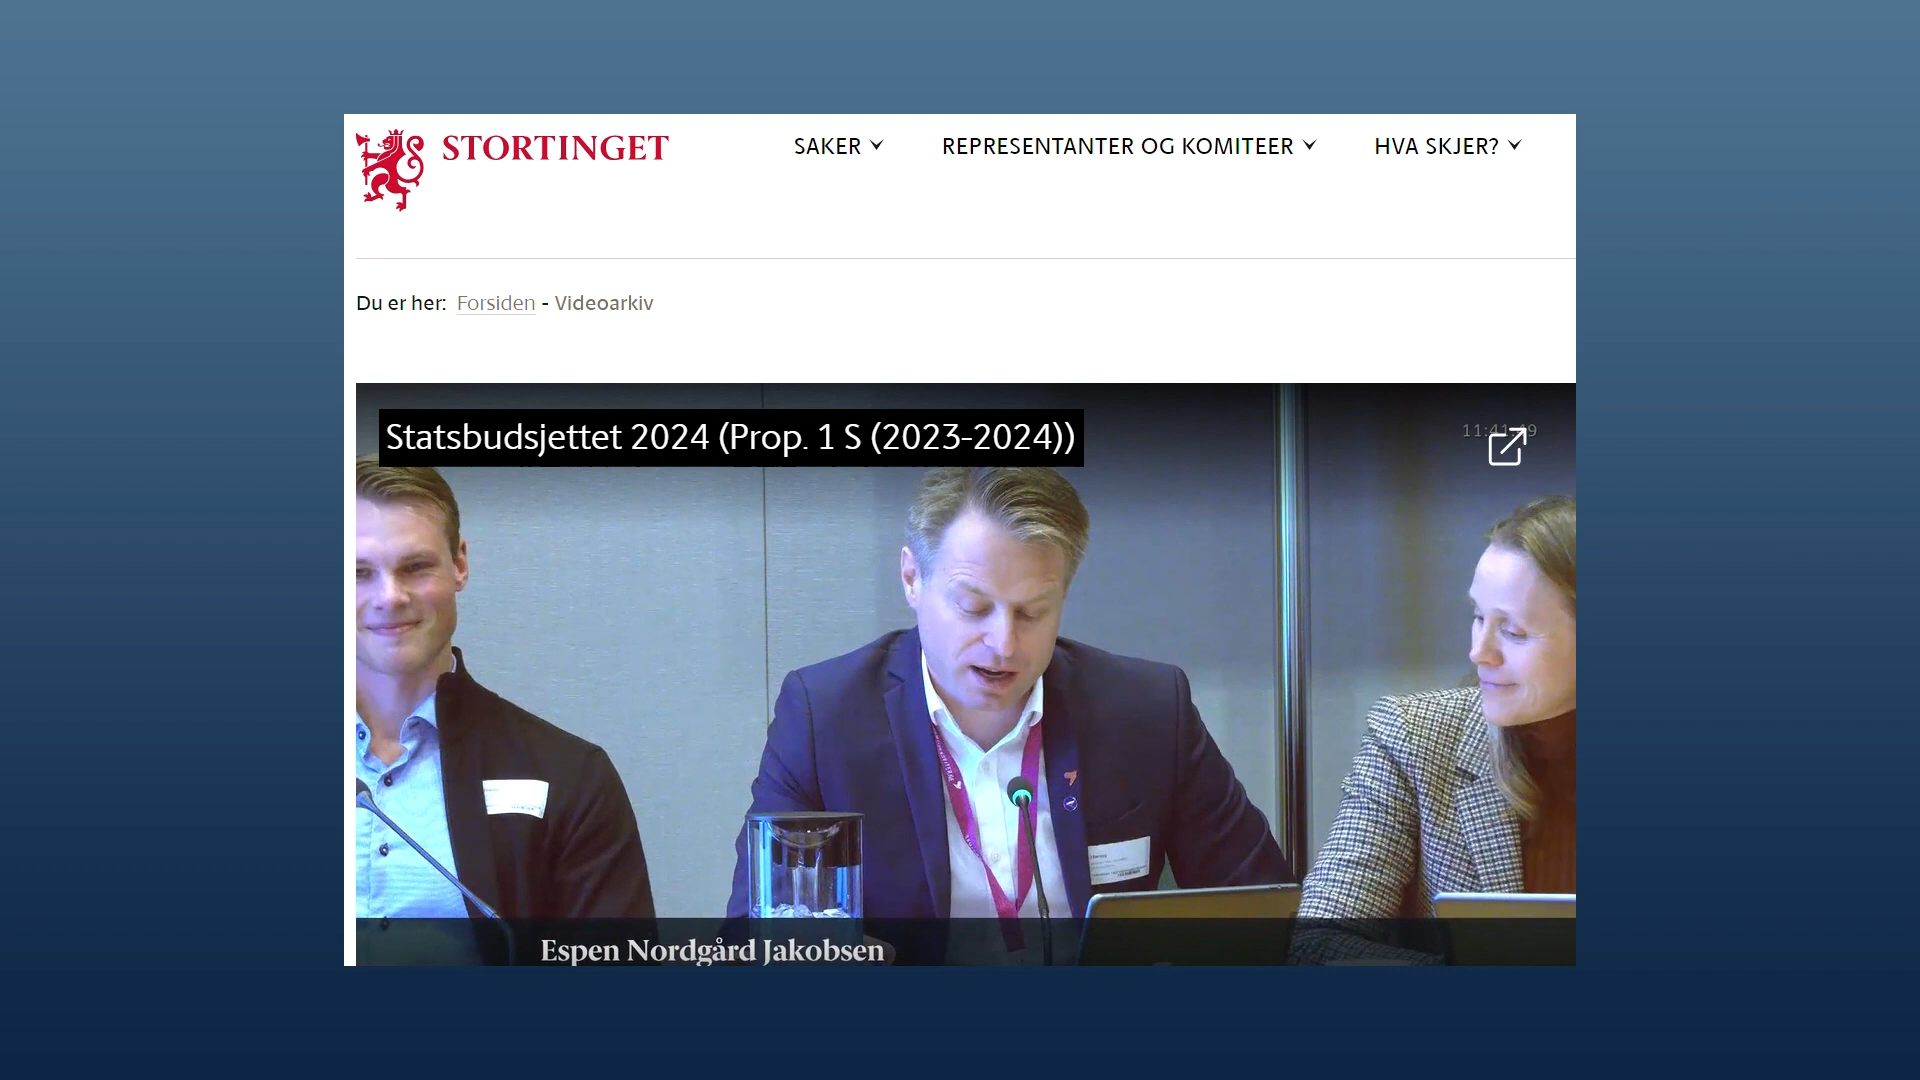 STORTINGET
SAKER
REPRESENTANTER OG KOMITEER
HVA SKJER?
Du er her: Forsiden - Videoarkiv
Statsbudsjettet 2024 (Prop. 1 S (2023-2024))
Espen Nordgård Jakobsen